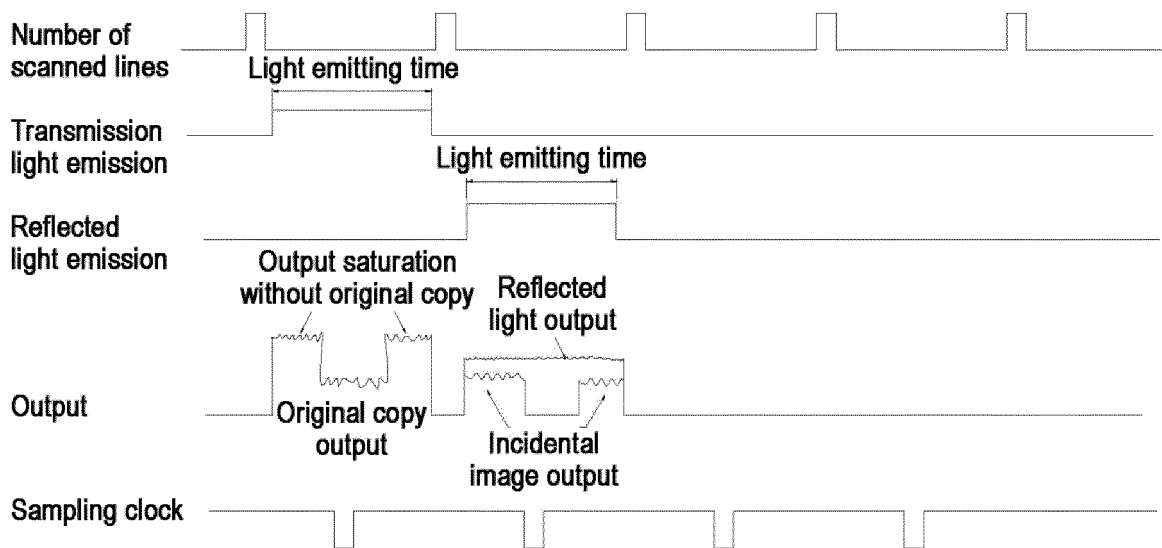 Number of
scanned lines
Light emitting time
Transmission
light emission
Light emitting time
Reflected
light emission
Output saturation
without original copy
Reflected
light output
Output
Original copy
output
Incidental
image output
Sampling clock